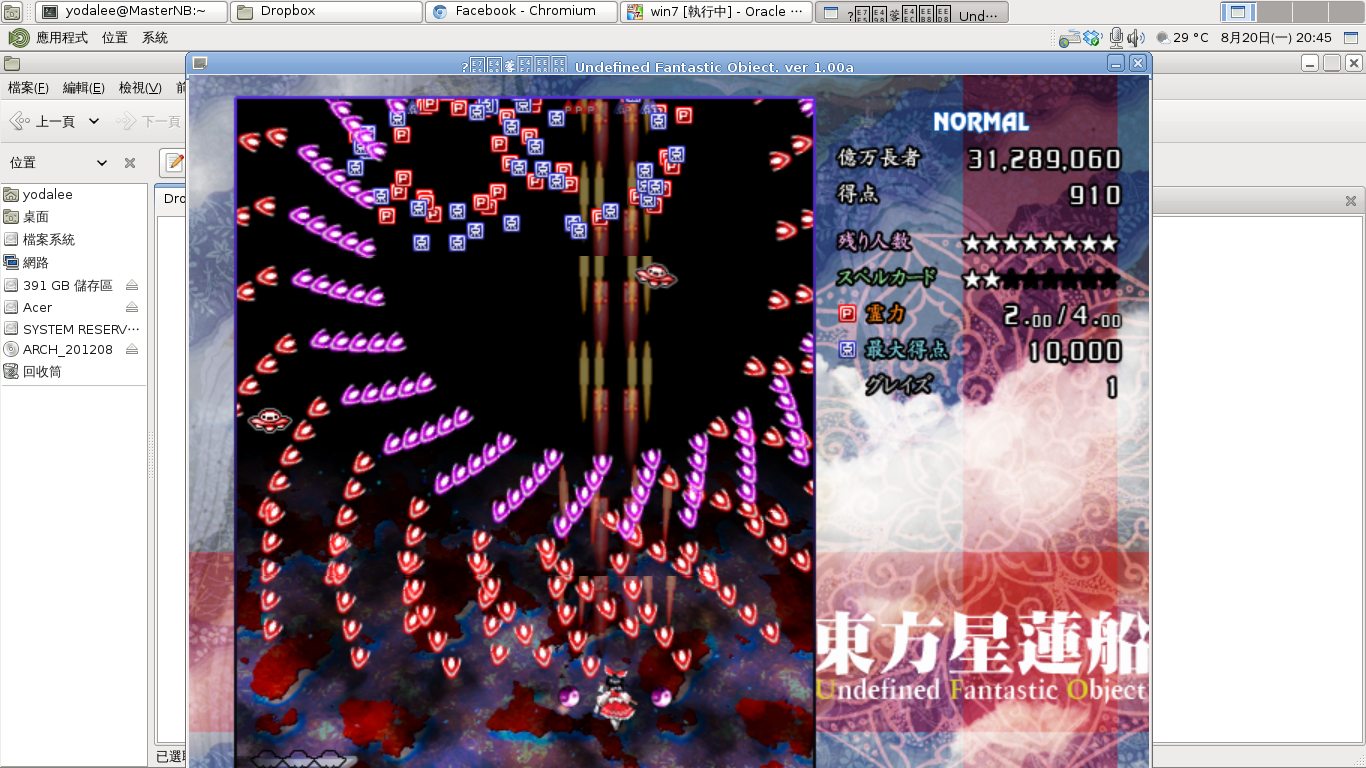 yodalee@MasterNB:~
Dropbox
Facebook - Chromium
win7 [執行中] - Oracle ⋯
Und⋯
應用程式 位置 系統
29 °C 8月20日(一) 20:45
Undefined Fantastic Object. ver 1.00a
檔案(F) 編輯(E) 檢視(V) 前
上一頁 下一頁
位置
yodalee
桌面
檔案系統
網路
391 GB 儲存區
Acer
SYSTEM RESERV⋯
ARCH_201208
回收筒
Dro
已選
NORMAL
億万長者 31,289,060
得点 910
残り人数 ★★★★★★★★
スペルカード ★★
P 霊力 2.00/4.00
点 最大得点 10,000
グレイズ 1
東方星蓮船
Undefined Fantastic Object